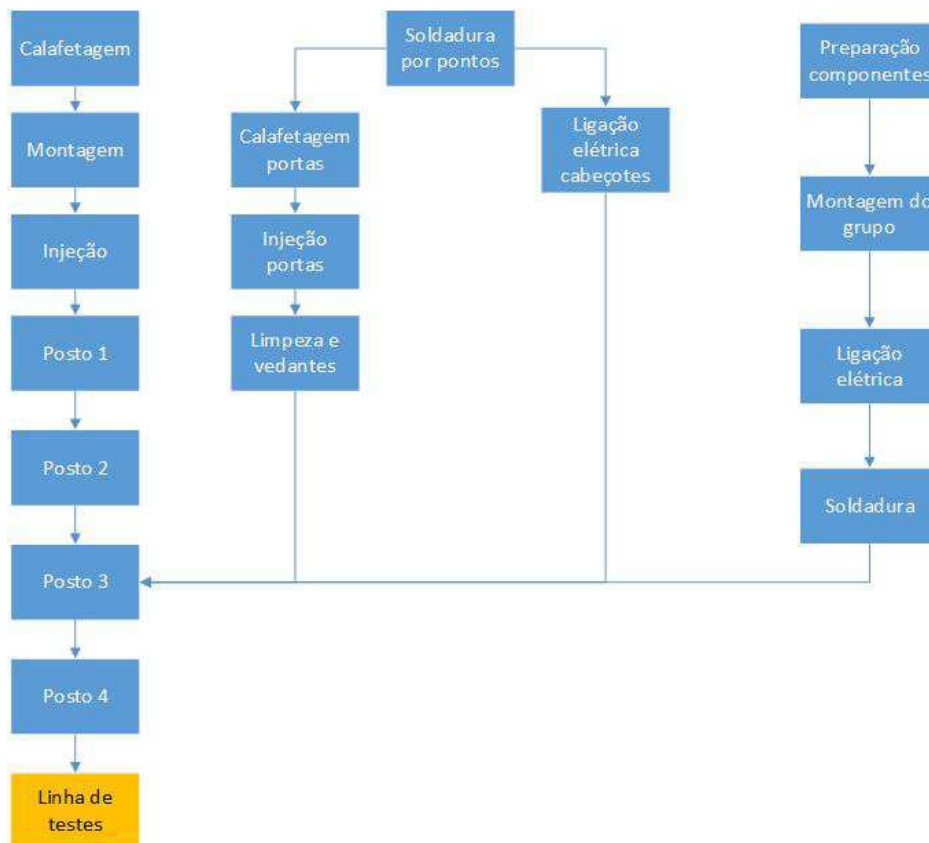 Calafetagem
Montagem
Injeção
Posto 1
Posto 2
Posto 3
Posto 4
Linha de
testes
Soldadura
por pontos
Calafetagem
portas
Injeção
portas
Limpeza e
vedantes
Ligação
elétrica
cabeçotes
Preparação
componentes
Montagem do
grupo
Ligação
elétrica
Soldadura